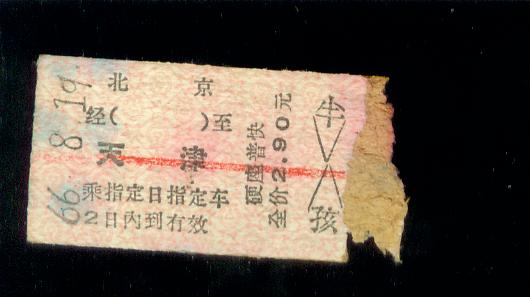 北京
经( )至
天津
乘指定日指定车
2日内到有效
硬座普快
全价2.90元
半
孩
66.8.19